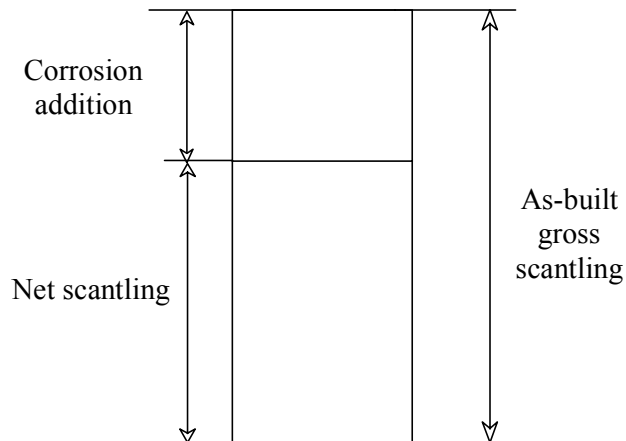 Corrosion
addition
Net scantling
As-built
gross
scantling